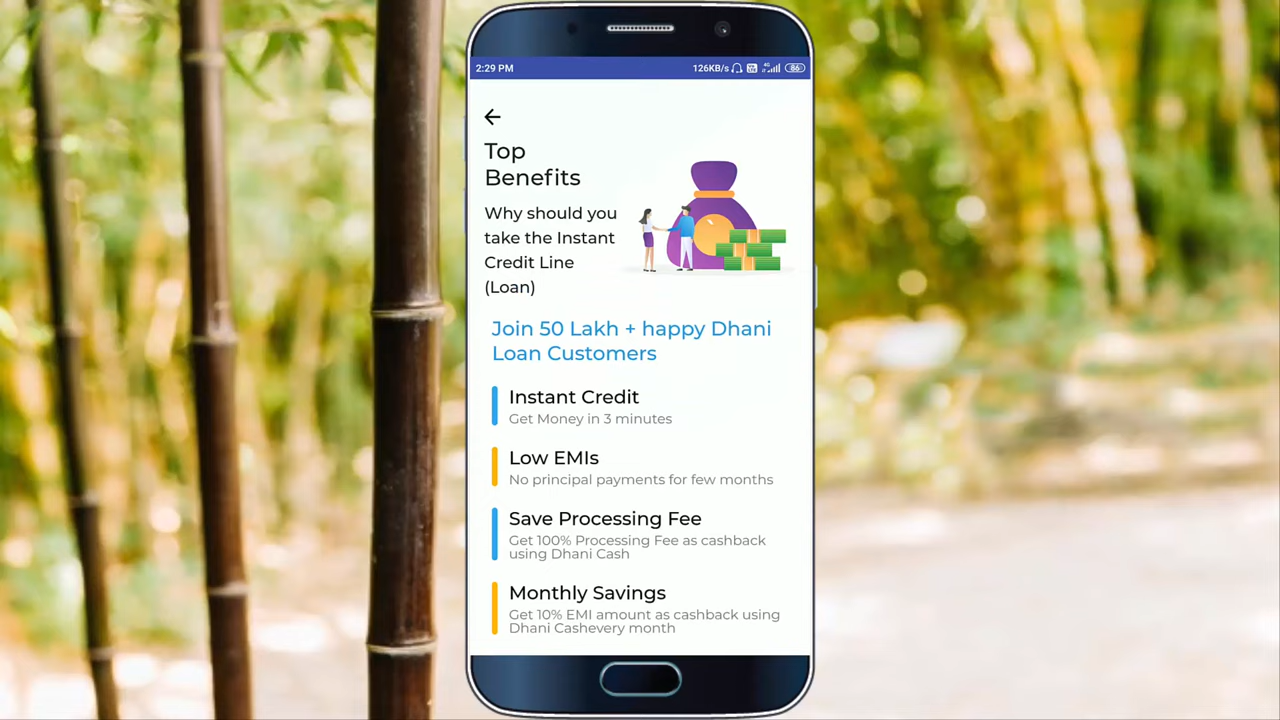 2:29 PM
126KB/s
4G
86
Top
Benefits
Why should you
take the Instant
Credit Line
(Loan)
Join 50 Lakh + happy Dhani
Loan Customers
Instant Credit
Get Money in 3 minutes
Low EMIs
No principal payments for few months
Save Processing Fee
Get 100% Processing Fee as cashback
using Dhani Cash
Monthly Savings
Get 10% EMI amount as cashback using
Dhani Cashevery month